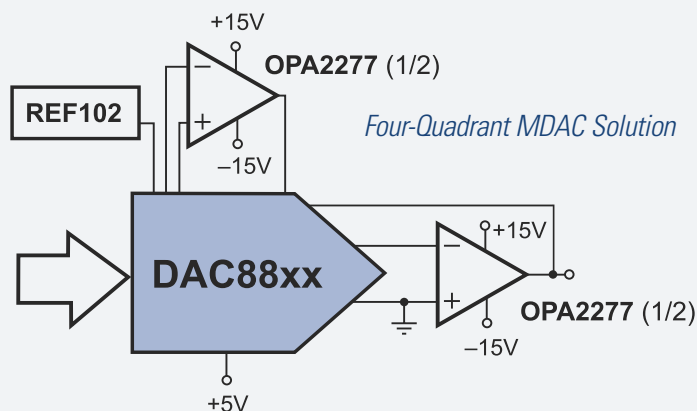 +15V
OPA2277 (1/2)
REF102
Four-Quadrant MDAC Solution
–
+
–15V
+15V
–
DAC88xx
+
OPA2277 (1/2)
–15V
+5V